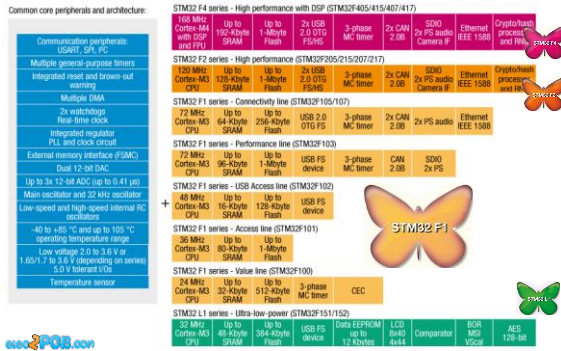 Common core peripherals and architecture:
Communication peripherals:
USART, SPI, I²C
Multiple general-purpose timers
Integrated reset and brown-out
warning
Multiple DMA
2x watchdogs
Real-time clock
Integrated regulator
PLL and clock circuit
External memory interface (FSMC)
Dual 12-bit DAC
Up to 3x 12-bit ADC (up to 0.41 µs)
Main oscillator and 32 kHz oscillator
Low-speed and high-speed internal RC
oscillators
-40 to +85 °C and up to 105 °C
operating temperature range
Low voltage 2.0 to 3.6 V or
1.65/1.7 to 3.6 V (depending on series)
5.0 V tolerant I/Os
Temperature sensor
+
STM32 F4 series - High performance with DSP (STM32F405/415/407/417)
168 MHz Up to Up to 2x USB 3-phase 2x CAN SDIO Ethernet Crypto/hash
Cortex-M4 192-Kbyte 1-Mbyte 2.0 OTG MC timer 2.0B 2x I²S audio IEEE 1588 process
with DSP SRAM Flash FS/HS Camera IF and RN
and FPU
STM32 F4
STM32 F2 series - High performance (STM32F205/215/207/217)
120 MHz Up to Up to 2x USB 3-phase 2x CAN SDIO Ethernet Crypto/hash
Cortex-M3 128-Kbyte 1-Mbyte 2.0 OTG MC timer 2.0B 2x I²S audio IEEE 1588 process
CPU SRAM Flash FS/HS Camera IF and RN
STM32 F2
STM32 F1 series - Connectivity line (STM32F105/107)
72 MHz Up to Up to USB 2.0 3-phase 2x CAN 2x I²S audio Ethernet
Cortex-M3 64-Kbyte 256-Kbyte OTG FS MC timer 2.0B IEEE 1588
CPU SRAM Flash
STM32 F1 series - Performance line (STM32F103)
72 MHz Up to Up to USB FS 3-phase CAN SDIO
Cortex-M3 96-Kbyte 1-Mbyte device MC timer 2.0B 2x I²S
CPU SRAM Flash
STM32 F1 series - USB Access line (STM32F102)
48 MHz Up to Up to USB FS
Cortex-M3 16-Kbyte 128-Kbyte device
CPU SRAM Flash
STM32 F1
STM32 F1 series - Access line (STM32F101)
36 MHz Up to Up to
Cortex-M3 80-Kbyte 1-Mbyte
CPU SRAM Flash
STM32 F1 series - Value line (STM32F100)
24 MHz Up to Up to 3-phase CEC
Cortex-M3 32-Kbyte 512-Kbyte MC timer
CPU SRAM Flash
STM32 L1 series - Ultra-low-power (STM32F151/152)
32 MHz Up to Up to USB FS Data EEPROM LCD Comparator BOR AES
Cortex-M3 48-Kbyte 384-Kbyte device up to 8x40 MSI 128-bit
CPU SRAM Flash 12 Kbytes 4x44 VScal